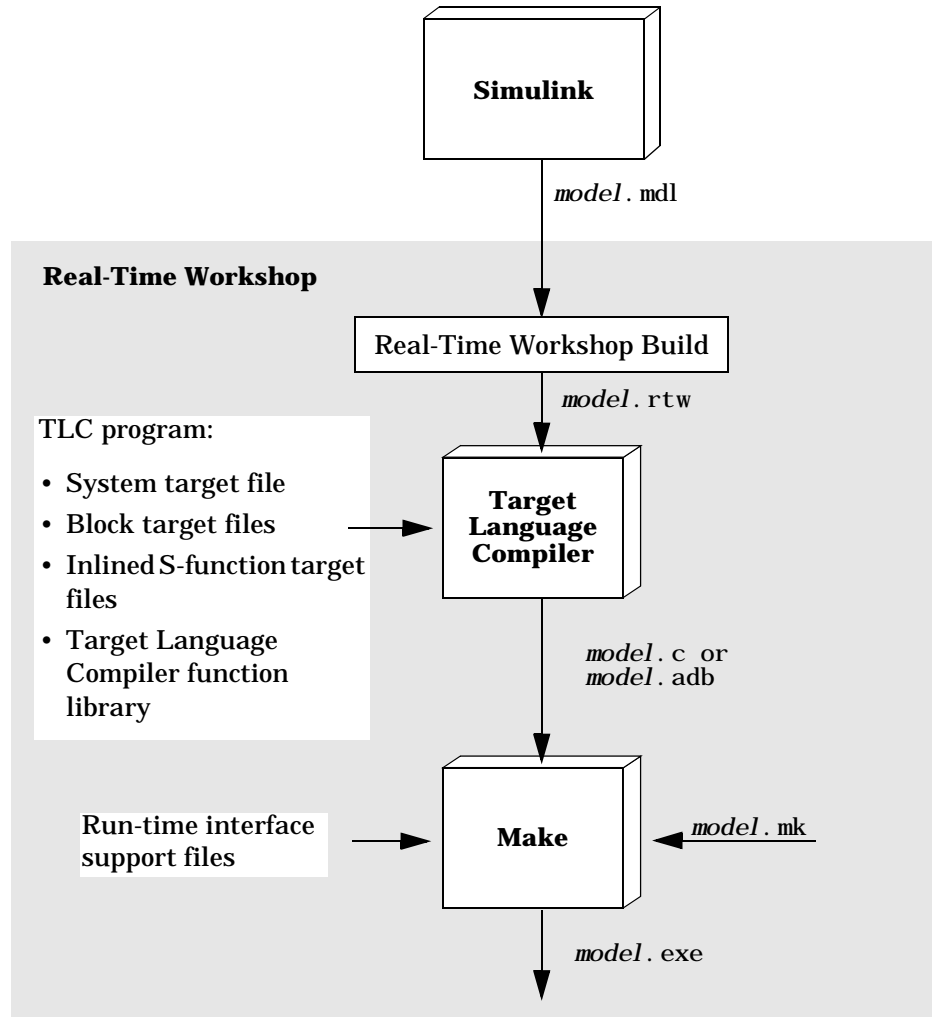 Simulink
model.mdl
Real-Time Workshop
Real-Time Workshop Build
model.rtw
TLC program:
• System target file
• Block target files
• Inlined S-function target
files
• Target Language
Compiler function
library
Target
Language
Compiler
model.c or
model.adb
Run-time interface
support files
Make
model.mk
model.exe